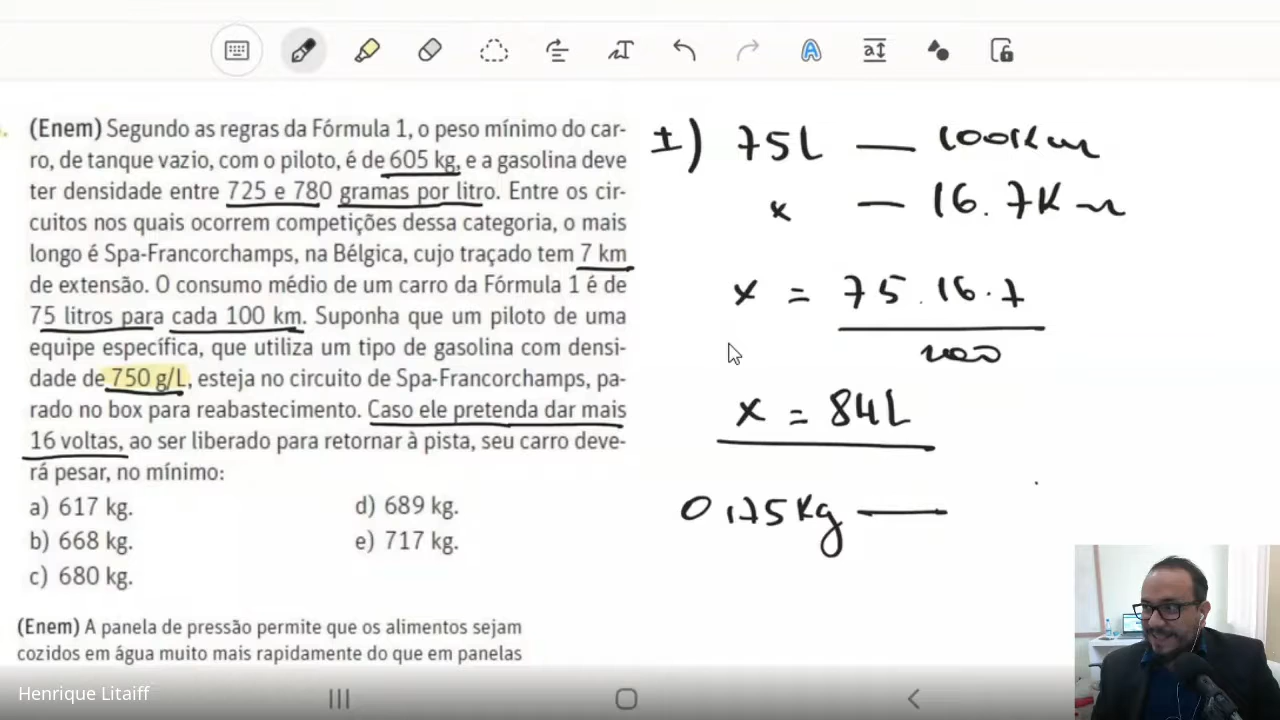 (Enem) Segundo as regras da Fórmula 1, o peso mínimo do car-
ro, de tanque vazio, com o piloto, é de 605 kg, e a gasolina deve
ter densidade entre 725 e 780 gramas por litro. Entre os cir-
cuitos nos quais ocorrem competições dessa categoria, o mais
longo é Spa-Francorchamps, na Bélgica, cujo traçado tem 7 km
de extensão. O consumo médio de um carro da Fórmula 1 é de
75 litros para cada 100 km. Suponha que um piloto de uma
equipe específica, que utiliza um tipo de gasolina com densi-
dade de 750 g/L, esteja no circuito de Spa-Francorchamps, pa-
rado no box para reabastecimento. Caso ele pretenda dar mais
16 voltas, ao ser liberado para retornar à pista, seu carro deve-
rá pesar, no mínimo:
a) 617 kg.
b) 668 kg.
c) 680 kg.
d) 689 kg.
e) 717 kg.
(Enem) A panela de pressão permite que os alimentos sejam
cozidos em água muito mais rapidamente do que em panelas
I) 75L — 100Km
x — 16.7Km
x = 75.16.7
100
x = 84L
0,75Kg —
Henrique Litaiff